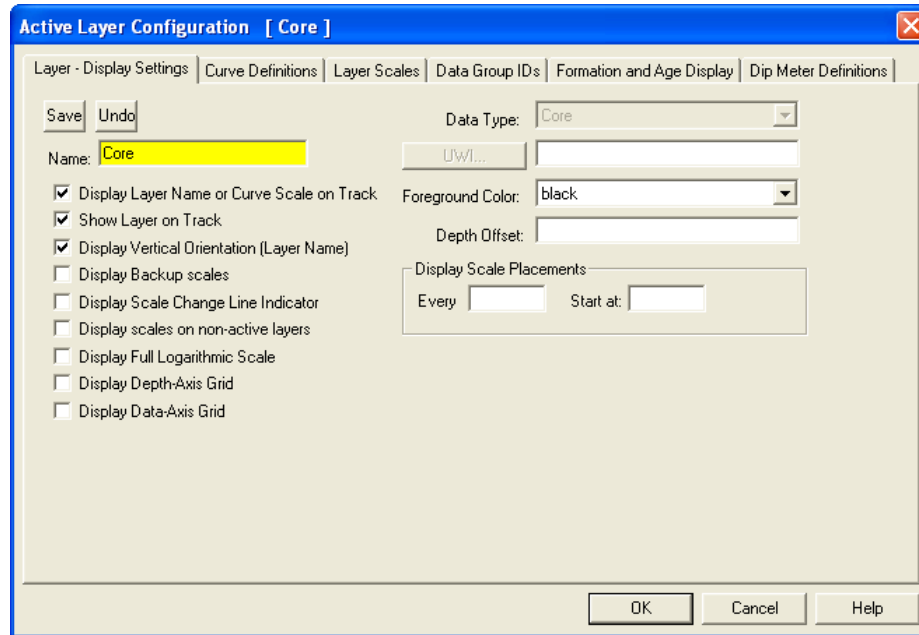 Active Layer Configuration [ Core ]
Layer - Display Settings Curve Definitions Layer Scales Data Group IDs Formation and Age Display Dip Meter Definitions
Save Undo
Name: Core
Display Layer Name or Curve Scale on Track
Show Layer on Track
Display Vertical Orientation (Layer Name)
Display Backup scales
Display Scale Change Line Indicator
Display scales on non-active layers
Display Full Logarithmic Scale
Display Depth-Axis Grid
Display Data-Axis Grid
Data Type: Core
UWI...
Foreground Color: black
Depth Offset:
Display Scale Placements
Every Start at:
OK Cancel Help